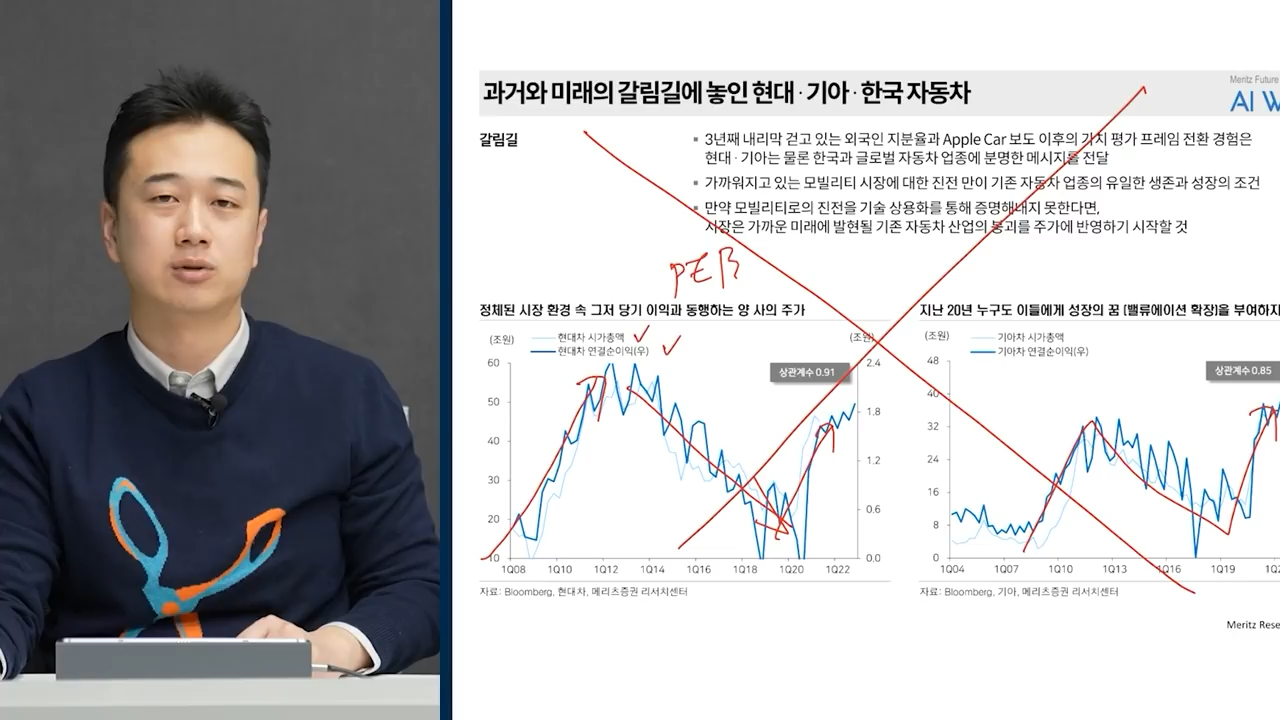 과거와 미래의 갈림길에 놓인 현대·기아·한국 자동차
Meritz Future
AI W
갈림길
▪ 3년째 내리막 걷고 있는 외국인 지분율과 Apple Car 보도 이후의 가치 평가 프레임 전환 경험은
현대·기아는 물론 한국과 글로벌 자동차 업종에 분명한 메시지를 전달
▪ 가까워지고 있는 모빌리티 시장에 대한 진전 만이 기존 자동차 업종의 유일한 생존과 성장의 조건
▪ 만약 모빌리티로의 진전을 기술 상용화를 통해 증명해내지 못한다면,
시장은 가까운 미래에 발현될 기존 자동차 산업의 붕괴를 주가에 반영하기 시작할 것
정체된 시장 환경 속 그저 당기 이익과 동행하는 양 사의 주가
(조원)
현대차 시가총액
현대차 연결순이익(우)
(조원)
상관계수 0.91
60
50
40
30
20
10
2.4
1.8
1.2
0.6
0.0
1Q08 1Q10 1Q12 1Q14 1Q16 1Q18 1Q20 1Q22
자료: Bloomberg, 현대차, 메리츠증권 리서치센터
지난 20년 누구도 이들에게 성장의 꿈 (밸류에이션 확장)을 부여하지
(조원)
기아차 시가총액
기아차 연결순이익(우)
상관계수 0.85
48
40
32
24
16
8
0
1Q04 1Q07 1Q10 1Q13 1Q16 1Q19 1Q2
자료: Bloomberg, 기아, 메리츠증권 리서치센터
Meritz Rese